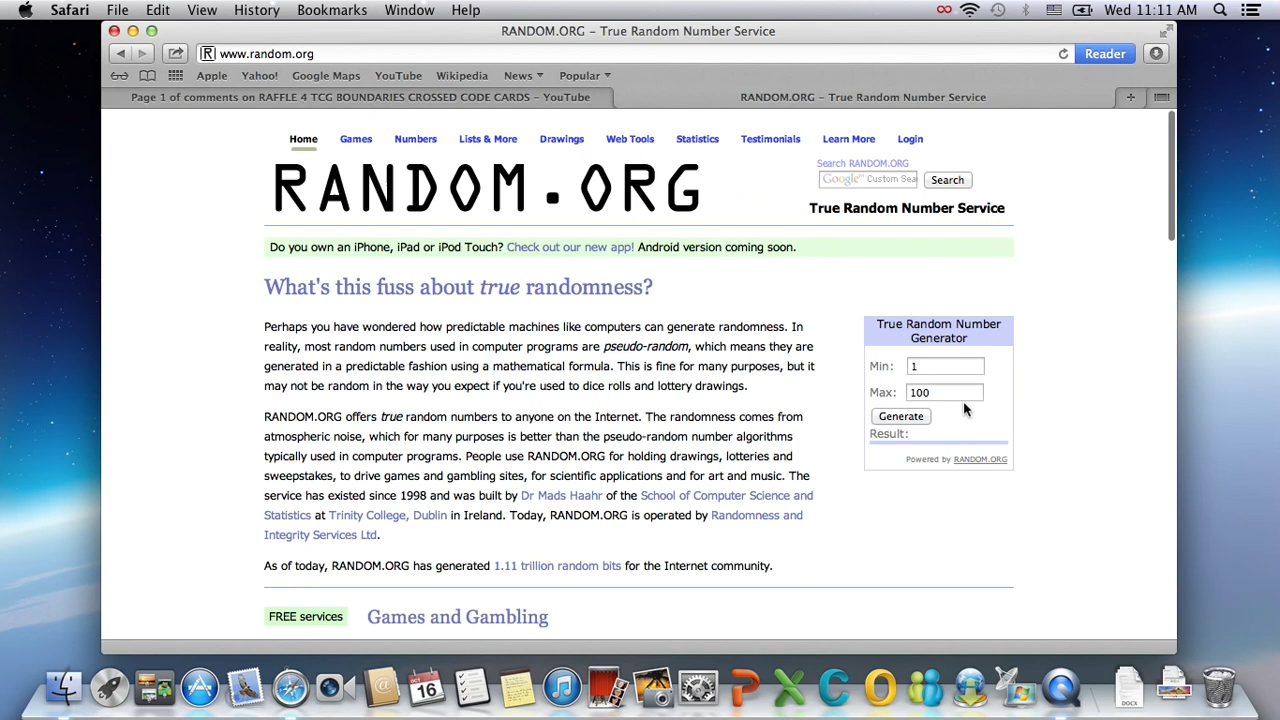 Safari File Edit View History Bookmarks Window Help Wed 11:11 AM
RANDOM.ORG – True Random Number Service
www.random.org Reader
Apple Yahoo! Google Maps YouTube Wikipedia News Popular
Page 1 of comments on RAFFLE 4 TCG BOUNDARIES CROSSED CODE CARDS – YouTube RANDOM.ORG – True Random Number Service
Home Games Numbers Lists & More Drawings Web Tools Statistics Testimonials Learn More Login
Search RANDOM.ORG
Google™ Custom Sea Search
RANDOM.ORG
True Random Number Service
Do you own an iPhone, iPad or iPod Touch? Check out our new app! Android version coming soon.
What's this fuss about true randomness?
Perhaps you have wondered how predictable machines like computers can generate randomness. In
reality, most random numbers used in computer programs are pseudo-random, which means they are
generated in a predictable fashion using a mathematical formula. This is fine for many purposes, but it
may not be random in the way you expect if you're used to dice rolls and lottery drawings.
RANDOM.ORG offers true random numbers to anyone on the Internet. The randomness comes from
atmospheric noise, which for many purposes is better than the pseudo-random number algorithms
typically used in computer programs. People use RANDOM.ORG for holding drawings, lotteries and
sweepstakes, to drive games and gambling sites, for scientific applications and for art and music. The
service has existed since 1998 and was built by Dr Mads Haahr of the School of Computer Science and
Statistics at Trinity College, Dublin in Ireland. Today, RANDOM.ORG is operated by Randomness and
Integrity Services Ltd.
As of today, RANDOM.ORG has generated 1.11 trillion random bits for the Internet community.
True Random Number
Generator
Min: 1
Max: 100
Generate
Result:
Powered by RANDOM.ORG
FREE services Games and Gambling
OCT
16
P X C O
DOCX